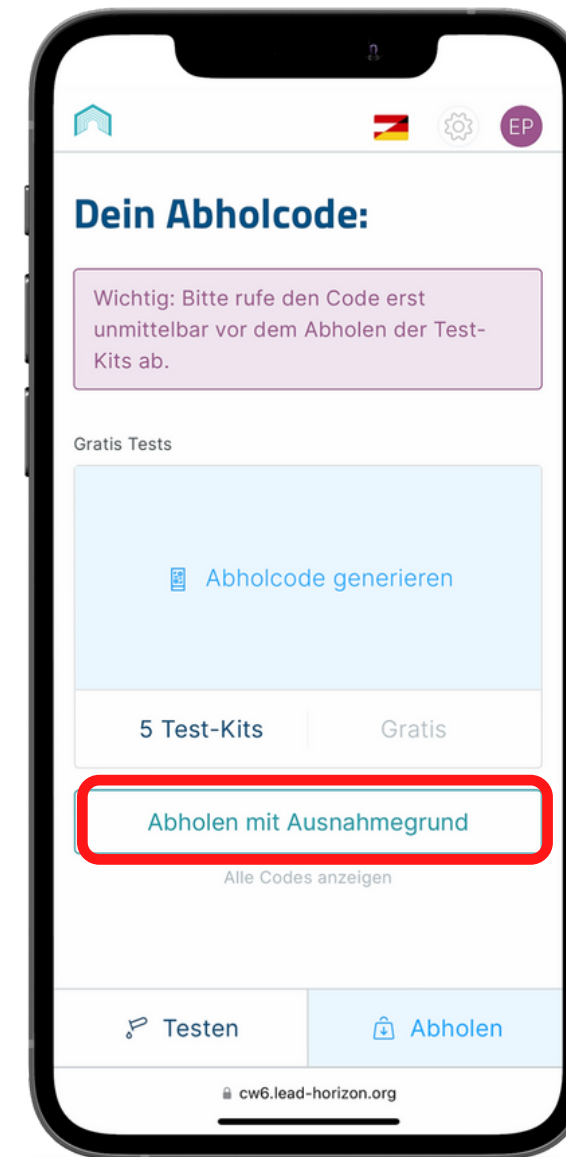 EP
Dein Abholcode:
Wichtig: Bitte rufe den Code erst
unmittelbar vor dem Abholen der Test-
Kits ab.
Gratis Tests
Abholcode generieren
5 Test-Kits
Gratis
Abholen mit Ausnahmegrund
Alle Codes anzeigen
Testen
Abholen
cw6.lead-horizon.org